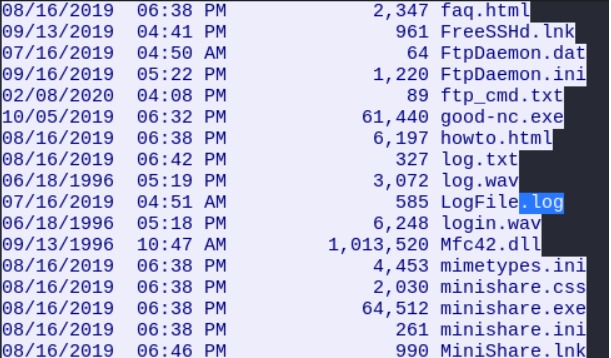 08/16/2019  06:38 PM             2,347 faq.html
09/13/2019  04:41 PM               961 FreeSSHd.lnk
07/16/2019  04:50 AM                64 FtpDaemon.dat
09/16/2019  05:22 PM             1,220 FtpDaemon.ini
02/08/2020  04:08 PM                89 ftp_cmd.txt
10/05/2019  06:32 PM            61,440 good-nc.exe
08/16/2019  06:38 PM             6,197 howto.html
08/16/2019  06:42 PM               327 log.txt
06/18/1996  05:19 PM             3,072 log.wav
07/16/2019  04:51 AM               585 LogFile.log
06/18/1996  05:18 PM             6,248 login.wav
09/13/1996  10:47 AM         1,013,520 Mfc42.dll
08/16/2019  06:38 PM             4,453 mimetypes.ini
08/16/2019  06:38 PM             2,030 minishare.css
08/16/2019  06:38 PM            64,512 minishare.exe
08/16/2019  06:38 PM               261 minishare.ini
08/16/2019  06:46 PM               990 MiniShare.lnk